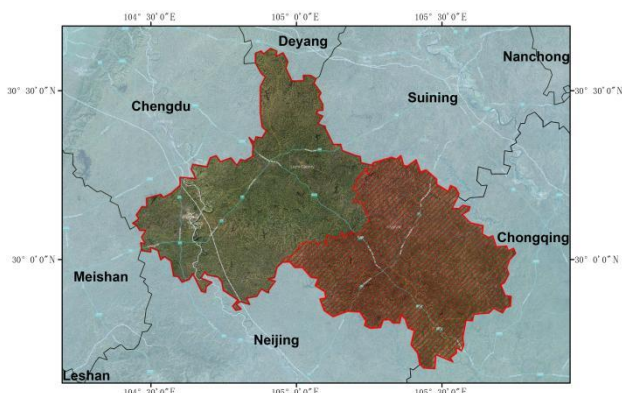 104°30′0″E 105°0′0″E 105°30′0″E
Deyang
Nanchong
30°30′0″N 30°30′0″N
Chengdu
Suining
Chongqing
30°0′0″N 30°0′0″N
Meishan
Neijing
Leshan
104°30′0″E 105°0′0″E 105°30′0″E